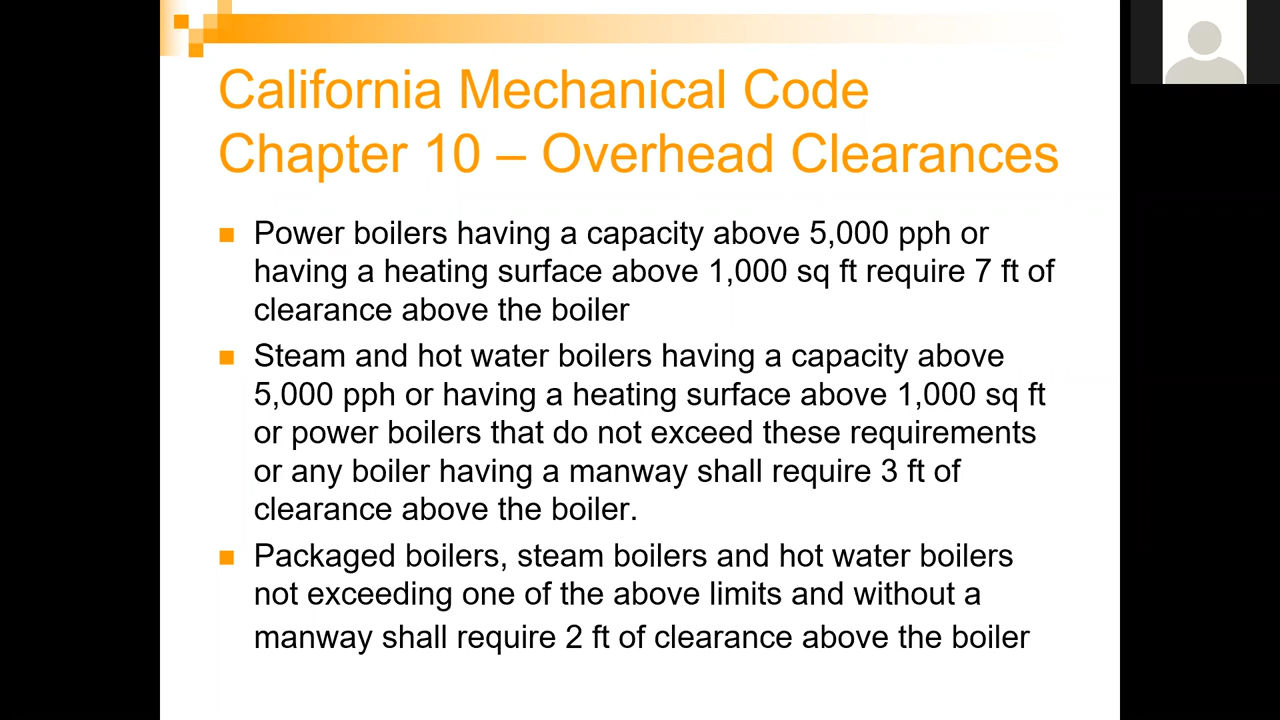 California Mechanical Code
Chapter 10 – Overhead Clearances
Power boilers having a capacity above 5,000 pph or
having a heating surface above 1,000 sq ft require 7 ft of
clearance above the boiler
Steam and hot water boilers having a capacity above
5,000 pph or having a heating surface above 1,000 sq ft
or power boilers that do not exceed these requirements
or any boiler having a manway shall require 3 ft of
clearance above the boiler.
Packaged boilers, steam boilers and hot water boilers
not exceeding one of the above limits and without a
manway shall require 2 ft of clearance above the boiler